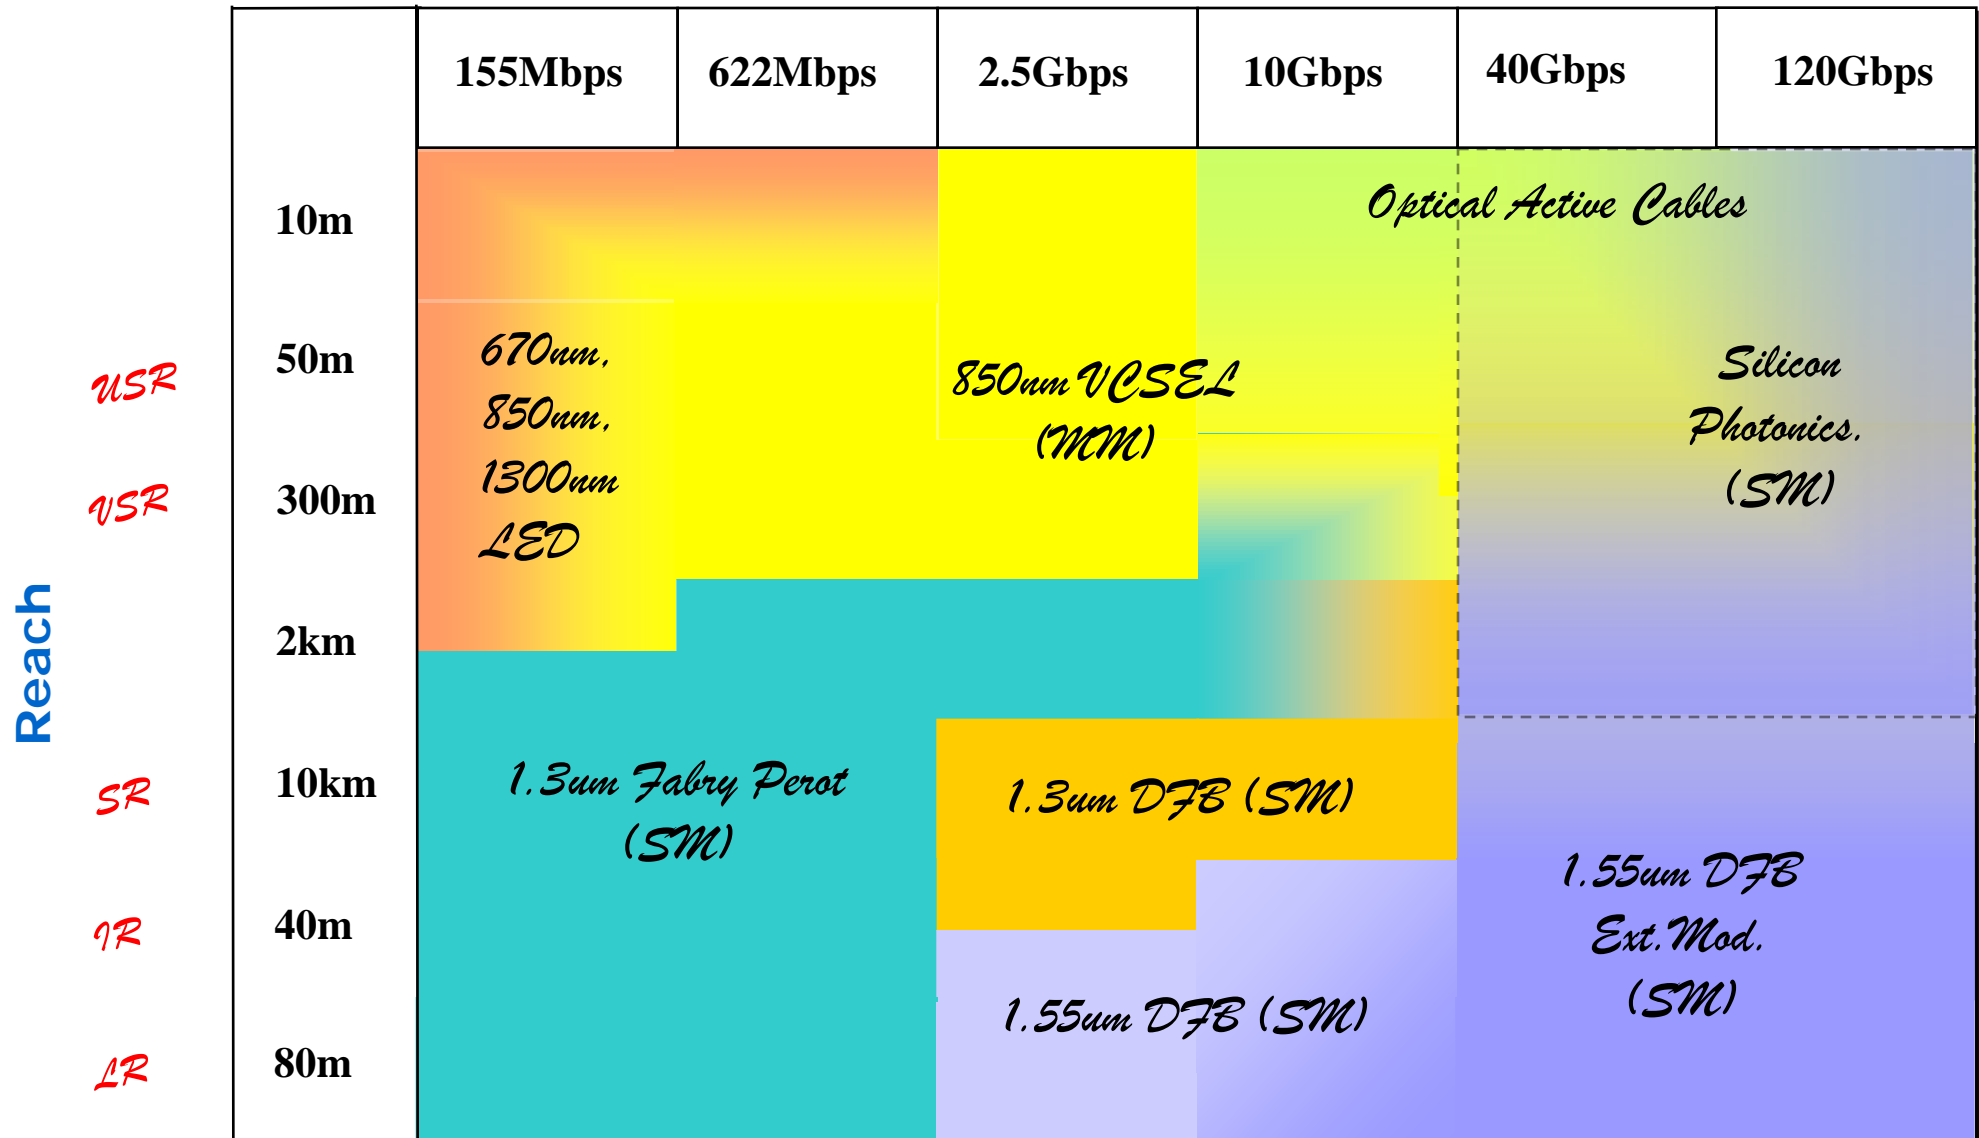 155Mbps 622Mbps 2.5Gbps 10Gbps 40Gbps 120Gbps
Optical Active Cables
10m
USR
50m
670nm,
850nm,
1300nm
LED
850nm VCSEL
(MM)
Silicon
Photonics.
(SM)
VSR
300m
Reach
2km
SR
10km
1.3um Fabry Perot
(SM)
1.3um DFB (SM)
1.55um DFB
Ext.Mod.
(SM)
IR
40m
1.55um DFB (SM)
LR
80m